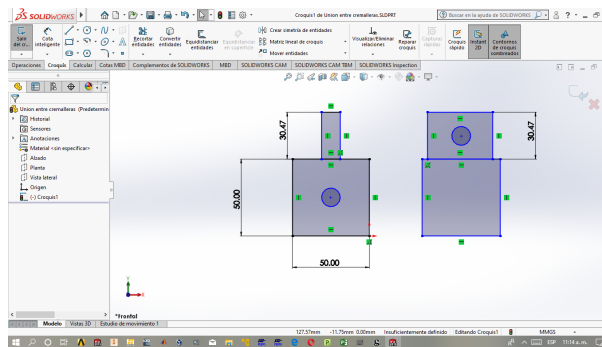 SOLIDWORKS
Croquis1 de Union entre cremalleras.SLDPRT
Buscar en la ayuda de SOLIDWORKS
Salir del cr...
Cota inteligente
Recortar entidades
Convertir entidades
Equidistanciar entidades
Equidistanciar en superficie
Crear simetría de entidades
Matriz lineal de croquis
Mover entidades
Visualizar/Eliminar relaciones
Reparar croquis
Capturas rápidas
Croquis rápido
Instant 2D
Contornos de croquis combinados
Operaciones Croquis Calcular Cotas MBD Complementos de SOLIDWORKS MBD SOLIDWORKS CAM SOLIDWORKS CAM TBM SOLIDWORKS Inspection
Union entre cremalleras (Predetermin
Historial
Sensores
Anotaciones
Material <sin especificar>
Alzado
Planta
Vista lateral
Origen
(-) Croquis1
30.47
30.47
50.00
50.00
*Frontal
Modelo Vistas 3D Estudio de movimiento 1
127.57mm -11.75mm 0.00mm Insuficientemente definido Editando Croquis1 MMGS
ESP 11:14 a. m.